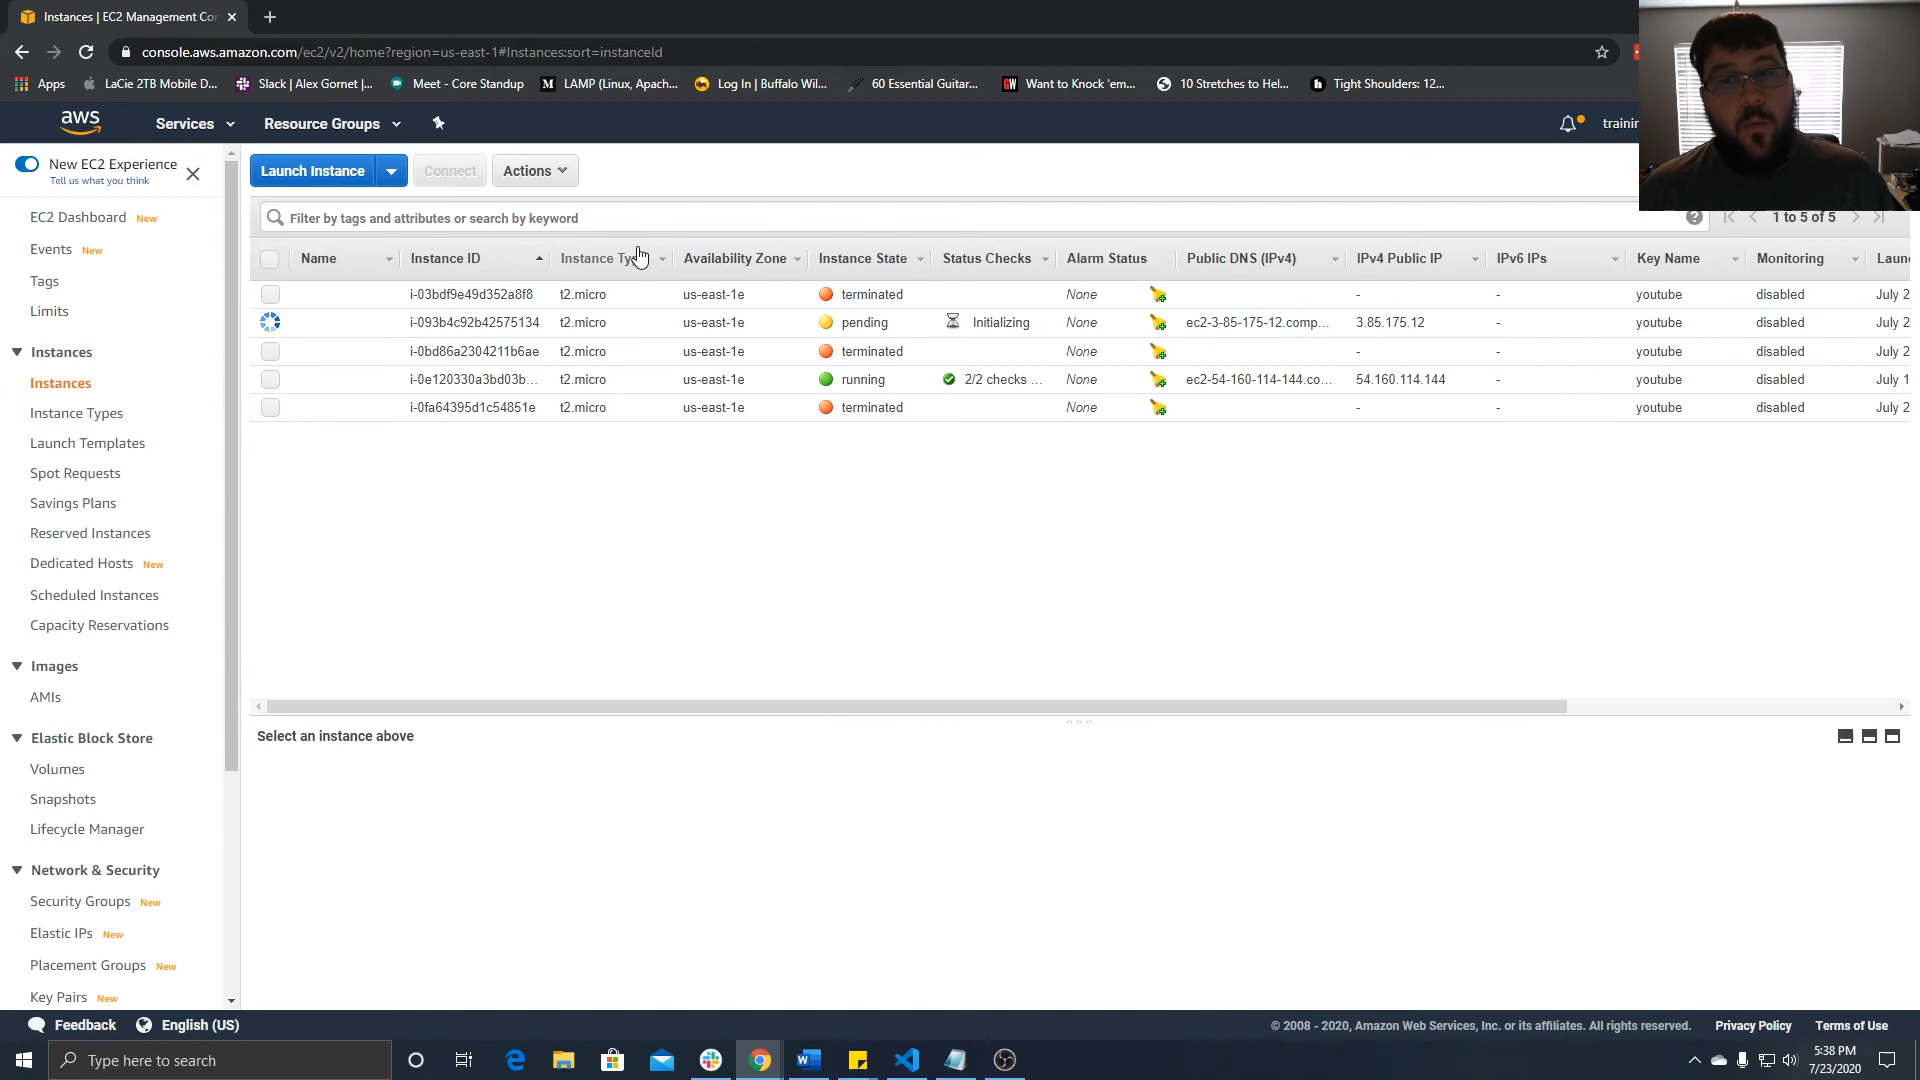 Instances | EC2 Management Con
console.aws.amazon.com/ec2/v2/home?region=us-east-1#Instances:sort=instanceId
Apps LaCie 2TB Mobile D... Slack | Alex Gornet |... Meet - Core Standup LAMP (Linux, Apach... Log In | Buffalo Wil... 60 Essential Guitar... Want to Knock 'em... 10 Stretches to Hel... Tight Shoulders: 12...
aws Services Resource Groups
New EC2 Experience
Tell us what you think
EC2 Dashboard New
Events New
Tags
Limits
Instances
Instances
Instance Types
Launch Templates
Spot Requests
Savings Plans
Reserved Instances
Dedicated Hosts New
Scheduled Instances
Capacity Reservations
Images
AMIs
Elastic Block Store
Volumes
Snapshots
Lifecycle Manager
Network & Security
Security Groups New
Elastic IPs New
Placement Groups New
Key Pairs New
Launch Instance Connect Actions
Filter by tags and attributes or search by keyword 1 to 5 of 5
Name Instance ID Instance Ty Availability Zone Instance State Status Checks Alarm Status Public DNS (IPv4) IPv4 Public IP IPv6 IPs Key Name Monitoring Laun
i-03bdf9e49d352a8f8 t2.micro us-east-1e terminated None - - youtube disabled July 2
i-093b4c92b42575134 t2.micro us-east-1e pending Initializing None ec2-3-85-175-12.comp... 3.85.175.12 - youtube disabled July 2
i-0bd86a2304211b6ae t2.micro us-east-1e terminated None - - youtube disabled July 2
i-0e120330a3bd03b... t2.micro us-east-1e running 2/2 checks ... None ec2-54-160-114-144.co... 54.160.114.144 - youtube disabled July 1
i-0fa64395d1c54851e t2.micro us-east-1e terminated None - - youtube disabled July 2
Select an instance above
Feedback English (US) © 2008 - 2020, Amazon Web Services, Inc. or its affiliates. All rights reserved. Privacy Policy Terms of Use
Type here to search
5:38 PM
7/23/2020